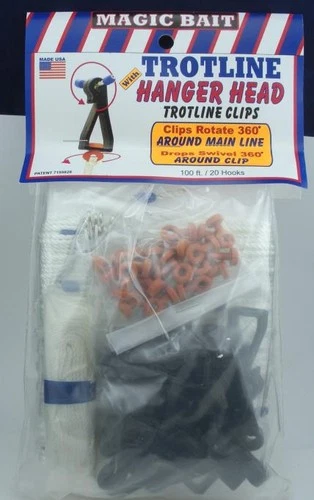 MAGIC BAIT
MADE USA
With
TROTLINE
HANGER HEAD
TROTLINE CLIPS
Clips Rotate 360°
AROUND MAIN LINE
Drops Swivel 360°
AROUND CLIP
100 ft. / 20 Hooks